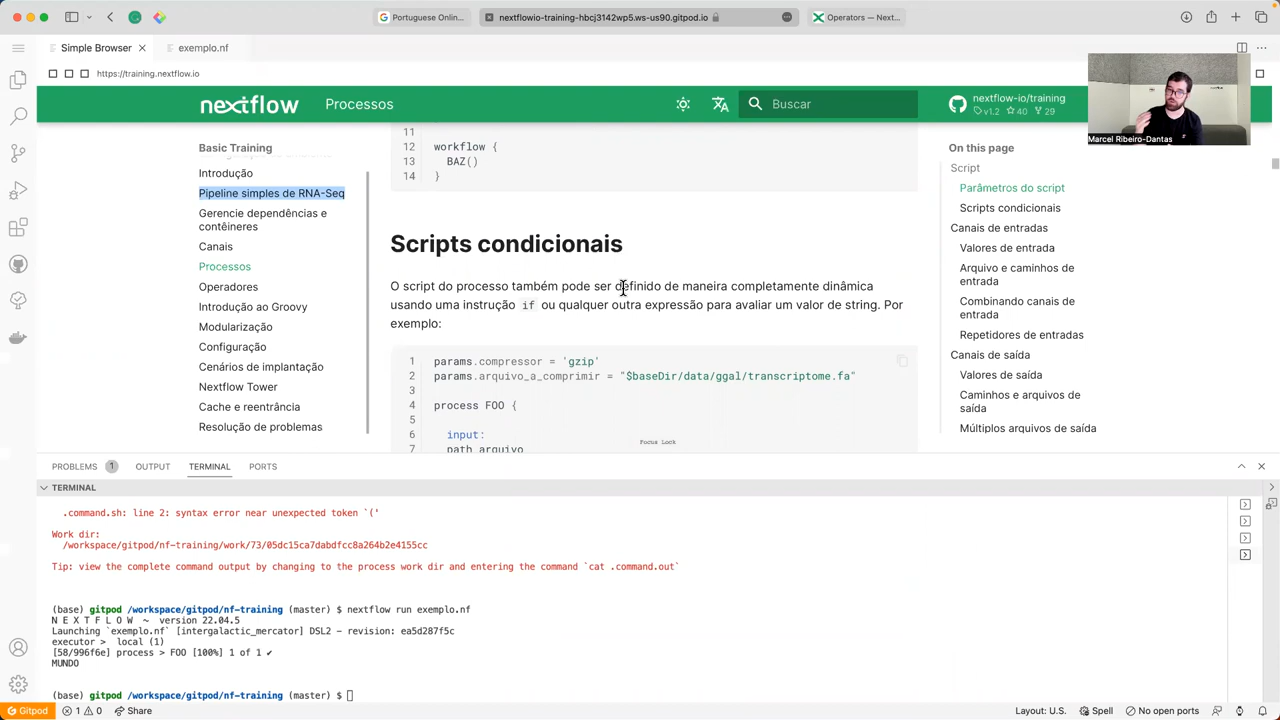 Portuguese Onlin...
nextflowio-training-hbcj3142wp5.ws-us90.gitpod.io
Operators — Next...
Simple Browser
exemplo.nf
https://training.nextflow.io
nextflow
Processos
Buscar
nextflow-io/training
v1.2 40 29
Marcel Ribeiro-Dantas
Basic Training
Introdução
Pipeline simples de RNA-Seq
Gerencie dependências e
contêineres
Canais
Processos
Operadores
Introdução ao Groovy
Modularização
Configuração
Cenários de implantação
Nextflow Tower
Cache e reentrância
Resolução de problemas
11
12 workflow {
13 BAZ()
14 }
Scripts condicionais
O script do processo também pode ser definido de maneira completamente dinâmica
usando uma instrução if ou qualquer outra expressão para avaliar um valor de string. Por
exemplo:
1 params.compressor = 'gzip'
2 params.arquivo_a_comprimir = "$baseDir/data/ggal/transcriptome.fa"
3
4 process FOO {
5
6 input:
7 path arquivo
Focus Lock
On this page
Script
Parâmetros do script
Scripts condicionais
Canais de entradas
Valores de entrada
Arquivo e caminhos de
entrada
Combinando canais de
entrada
Repetidores de entradas
Canais de saída
Valores de saída
Caminhos e arquivos de
saída
Múltiplos arquivos de saída
PROBLEMS 1 OUTPUT TERMINAL PORTS
TERMINAL
.command.sh: line 2: syntax error near unexpected token `('
Work dir:
/workspace/gitpod/nf-training/work/73/05dc15ca7dabdfcc8a264b2e4155cc
Tip: view the complete command output by changing to the process work dir and entering the command `cat .command.out`
(base) gitpod /workspace/gitpod/nf-training (master) $ nextflow run exemplo.nf
N E X T F L O W ~ version 22.04.5
Launching `exemplo.nf` [intergalactic_mercator] DSL2 - revision: ea5d287f5c
executor > local (1)
[58/996f6e] process > FOO [100%] 1 of 1 ✔
MUNDO
(base) gitpod /workspace/gitpod/nf-training (master) $
Gitpod
1 0
Share
Layout: U.S.
Spell
No open ports